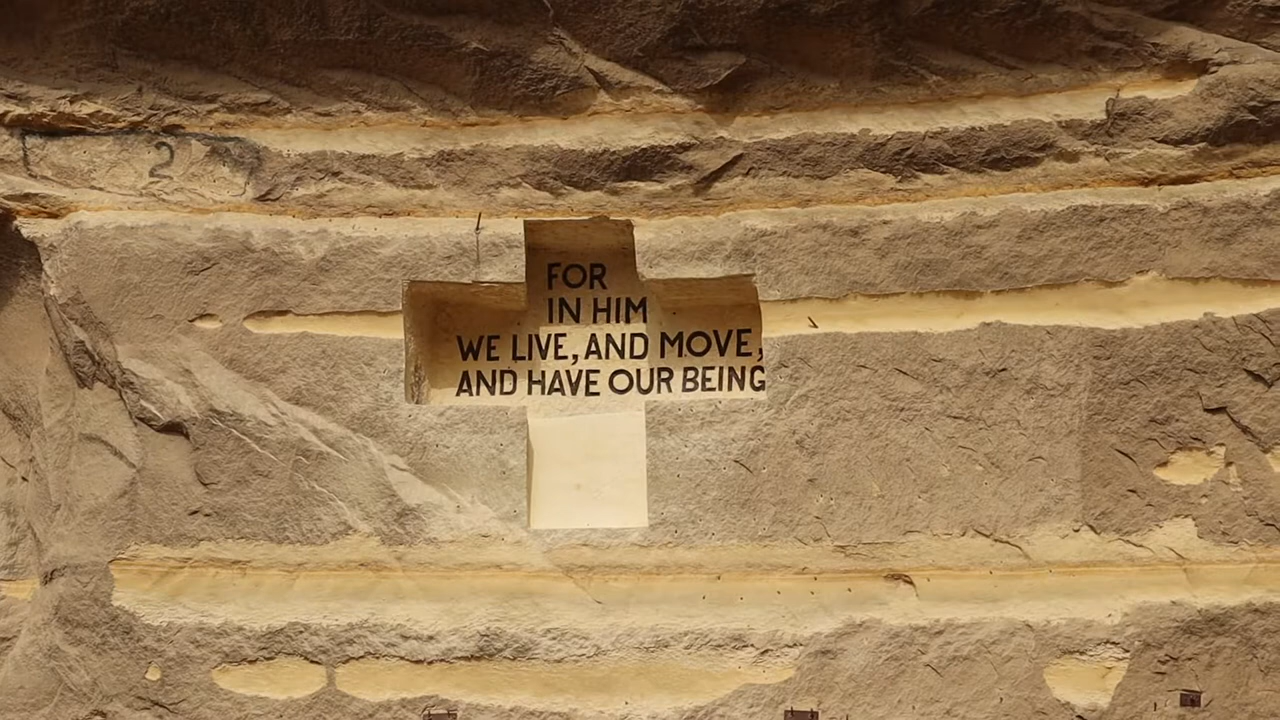 2
FOR
IN HIM
WE LIVE, AND MOVE,
AND HAVE OUR BEING